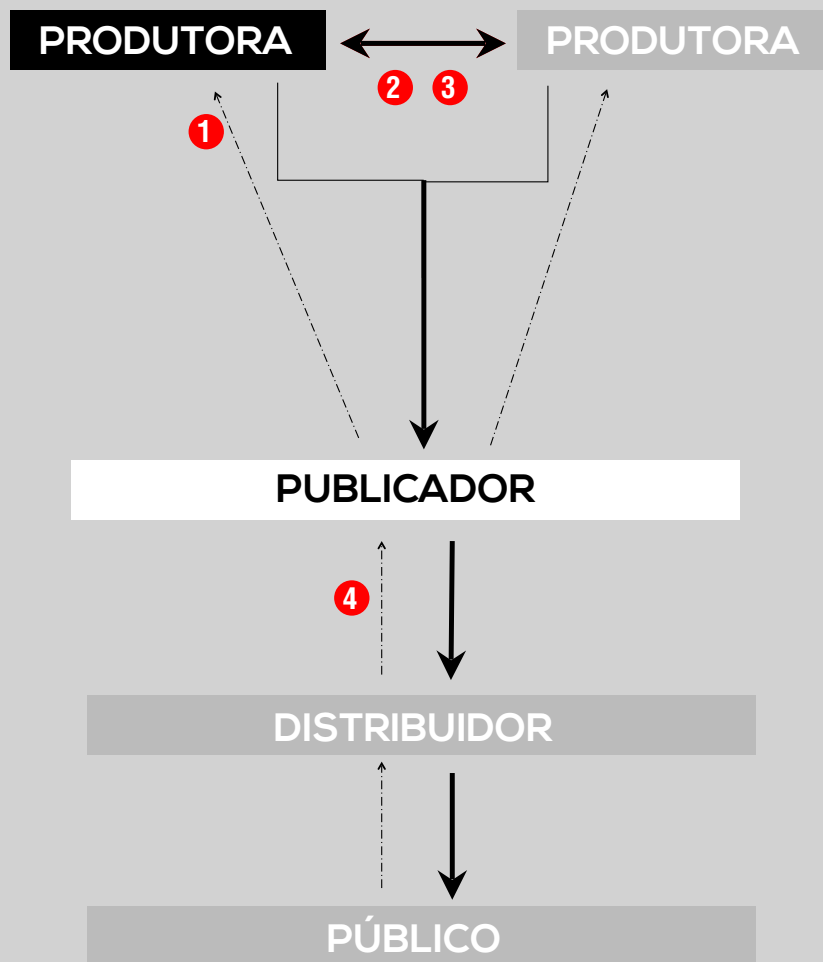 PRODUTORA
PRODUTORA
2 3
1
PUBLICADOR
4
DISTRIBUIDOR
PÚBLICO